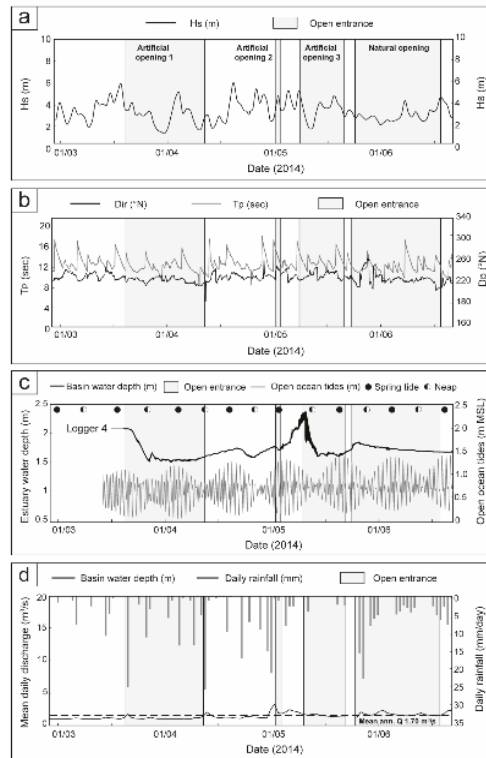 a
Hs (m) Open entrance
Artificial opening 1
Artificial opening 2
Artificial opening 3
Natural opening
Hs (m)
10
8
6
4
2
0
10
8
6
4
2
0
Hs (m)
01/03 01/04 01/05 01/06
Date (2014)
b
Dir (°N) Tp (sec) Open entrance
Tp (sec)
20
16
12
8
4
0
340
300
260
220
180
160
Dp (°N)
01/03 01/04 01/05 01/06
Date (2014)
c
Basin water depth (m) Open entrance Open ocean tides (m) Spring tide Neap
Logger 4
Estuary water depth (m)
2.5
2
1.5
1
0.5
2.5
2.0
1.5
1.0
0.5
0
Open ocean tides (m MSL)
01/03 01/04 01/05 01/06
Date (2014)
d
Basin water depth (m) Daily rainfall (mm) Open entrance
Mean daily discharge (m³/s)
20
15
10
5
0
0
5
10
15
20
25
30
35
Daily rainfall (mm/day)
Mean ann. Q 1.70 m³/s
01/03 01/04 01/05 01/06
Date (2014)